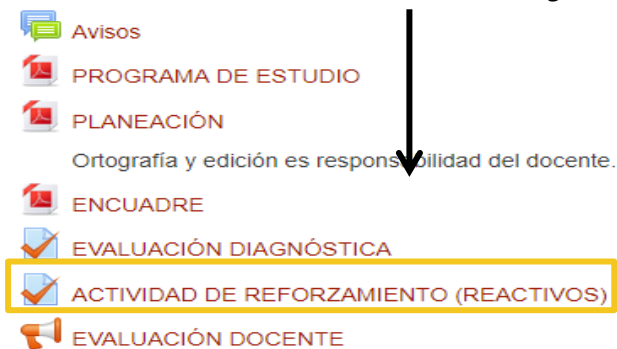 Avisos
PROGRAMA DE ESTUDIO
PLANEACIÓN
Ortografía y edición es responsabilidad del docente.
ENCUADRE
EVALUACIÓN DIAGNÓSTICA
ACTIVIDAD DE REFORZAMIENTO (REACTIVOS)
EVALUACIÓN DOCENTE